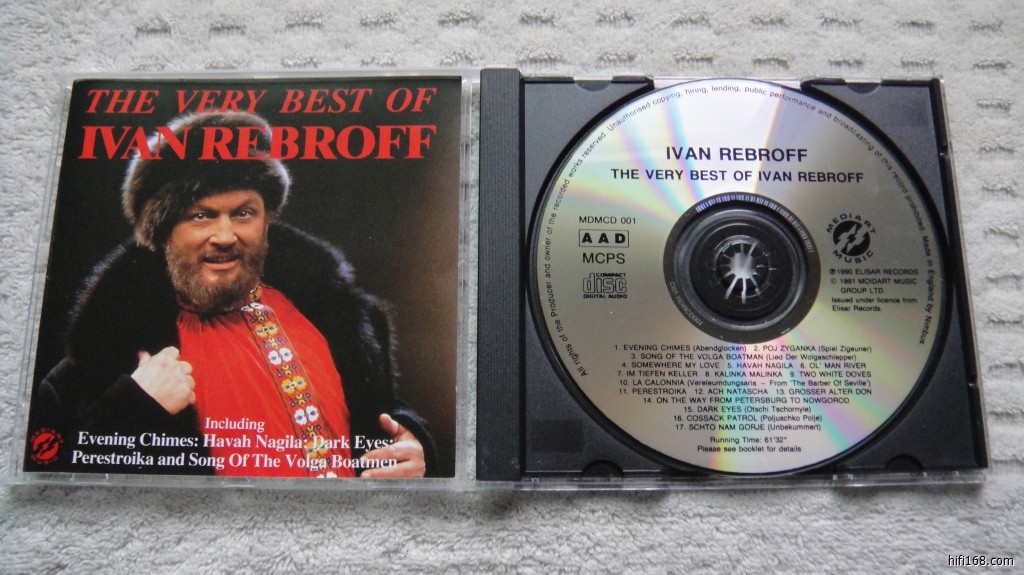 THE VERY BEST OF
IVAN REBROFF
Including
Evening Chimes: Havah Nagila: Dark Eyes:
Perestroika and Song Of The Volga Boatmen
MEDIART
MUSIC
All rights of the Producer and owner of the recorded works reserved. Unauthorised copying, hiring, lending, public performance and broadcasting of this record prohibited. Made in England by Nimbus
IVAN REBROFF
THE VERY BEST OF IVAN REBROFF
MDMCD 001
AAD
MCPS
COMPACT
disc
DIGITAL AUDIO
MEDIART
MUSIC
℗ 1990 ELISAR RECORDS
© 1991 MOIDART MUSIC
GROUP LTD.
Issued under licence from
Elisar Records.
1. EVENING CHIMES (Abendglocken) 2. POJ ZYGANKA (Spiel Zigeuner)
3. SONG OF THE VOLGA BOATMAN (Lied Der Wolgaschlepper)
4. SOMEWHERE MY LOVE 5. HAVAH NAGILA 6. OL' MAN RIVER
7. IM TIEFEN KELLER 8. KALINKA MALINKA 9. TWO WHITE DOVES
10. LA CALONNIA (Vereleumdungsaris – From 'The Barber Of Seville')
11. PERESTROIKA 12. ACH NATASCHA 13. GROSSER ALTER DON
14. ON THE WAY FROM PETERSBURG TO NOWGOROD
15. DARK EYES (Otschi Tschornyie)
16. COSSACK PATROL (Poljuschko Polje)
17. SCHTO NAM GORJE (Unbekummert)
Running Time: 61'32"
Please see booklet for details
hifi168.com